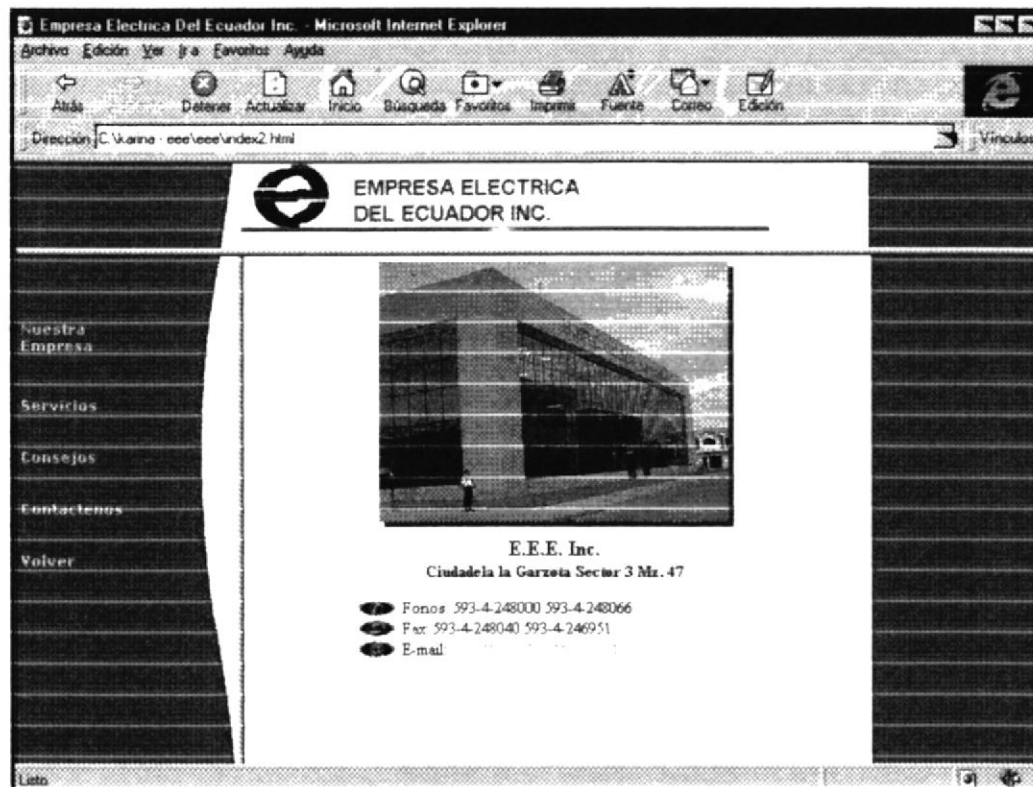 Empresa Electrica Del Ecuador Inc. - Microsoft Internet Explorer
Archivo Edición Ver Ir a Favoritos Ayuda
Atrás Detener Actualizar Inicio Búsqueda Favoritos Imprimir Fuente Correo Edición
Dirección C:\karina - eee\eee\index2.html Vínculos
EMPRESA ELECTRICA
DEL ECUADOR INC.
Nuestra
Empresa
Servicios
Consejos
Contactenos
Volver
E.E.E. Inc.
Ciudadela la Garzota Sector 3 Mz. 47
Fonos: 593-4-248000 593-4-248066
Fax: 593-4-248040 593-4-246951
E-mail:
Listo